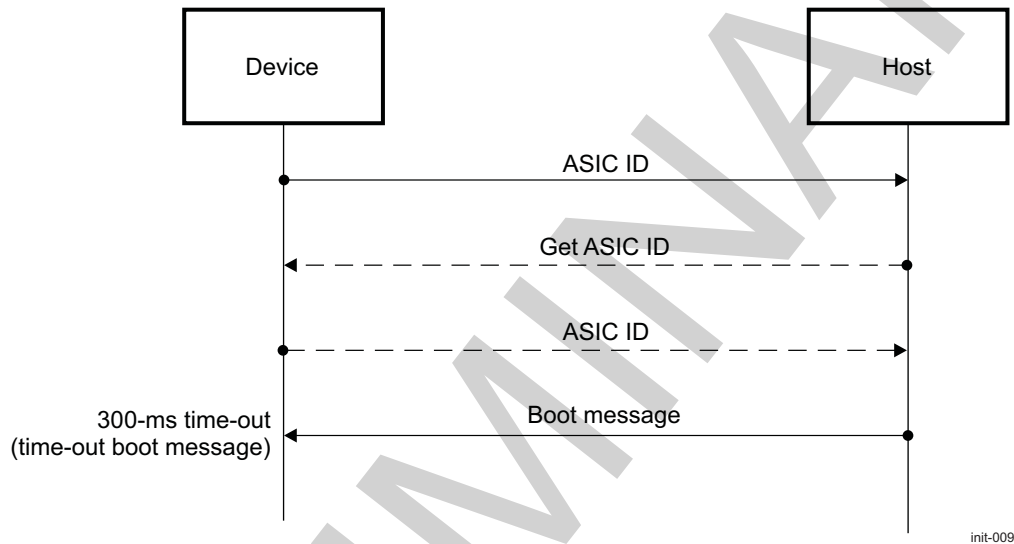 Device
Host
ASIC ID
Get ASIC ID
ASIC ID
Boot message
300-ms time-out
(time-out boot message)
init-009